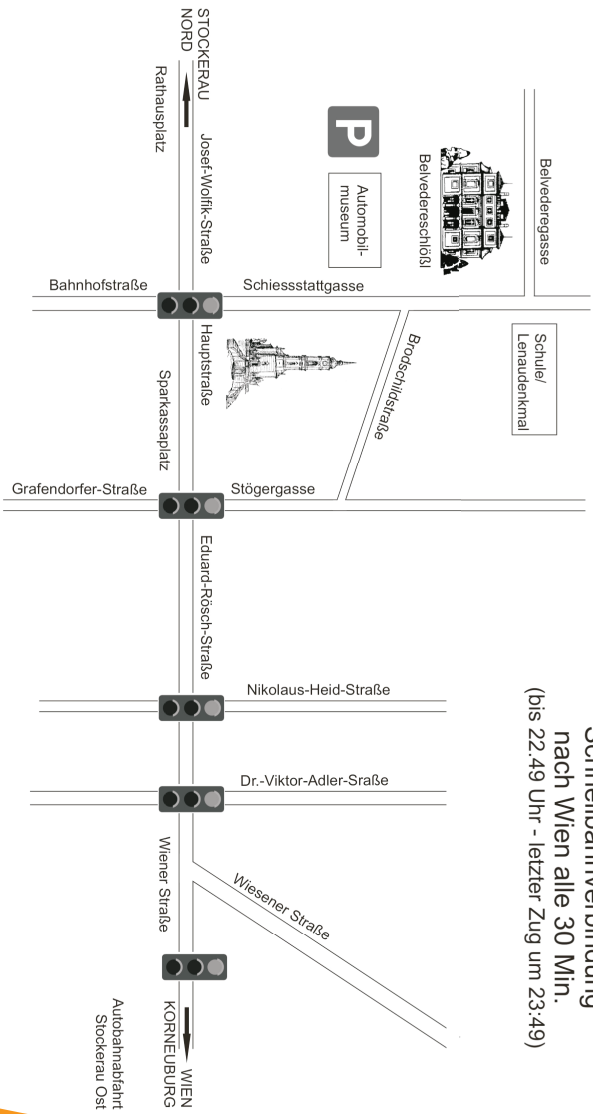 Schnellbahnverbindung
nach Wien alle 30 Min.
(bis 22.49 Uhr - letzter Zug um 23:49)
Belvederegasse
Schule/
Lenaudenkmal
Belvedereschlößl
P
Automobil-
museum
Brodschildstraße
Schiessstattgasse
Bahnhofstraße
STOCKERAU
NORD
Josef-Wolfik-Straße
Rathausplatz
Hauptstraße
Sparkassaplatz
Stögergasse
Grafendorfer-Straße
Eduard-Rösch-Straße
Nikolaus-Heid-Straße
Dr.-Viktor-Adler-Sraße
Wiesener Straße
Wiener Straße
WIEN
KORNEUBURG
Autobahnabfahrt
Stockerau Ost